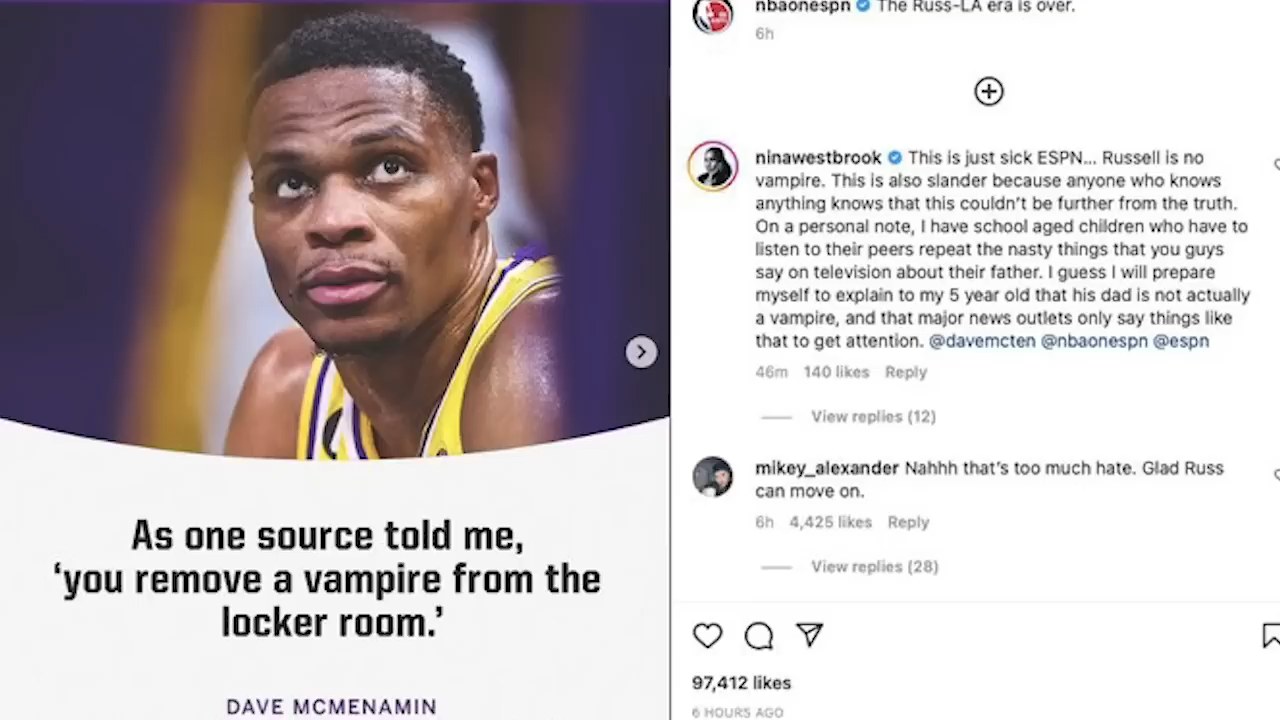 As one source told me,
‘you remove a vampire from the
locker room.’
DAVE MCMENAMIN
nbaonespn The Russ-LA era is over.
6h
ninawestbrook This is just sick ESPN... Russell is no
vampire. This is also slander because anyone who knows
anything knows that this couldn’t be further from the truth.
On a personal note, I have school aged children who have to
listen to their peers repeat the nasty things that you guys
say on television about their father. I guess I will prepare
myself to explain to my 5 year old that his dad is not actually
a vampire, and that major news outlets only say things like
that to get attention. @davemcten @nbaonespn @espn
46m 140 likes Reply
View replies (12)
mikey_alexander Nahhh that’s too much hate. Glad Russ
can move on.
6h 4,425 likes Reply
View replies (28)
97,412 likes
6 HOURS AGO